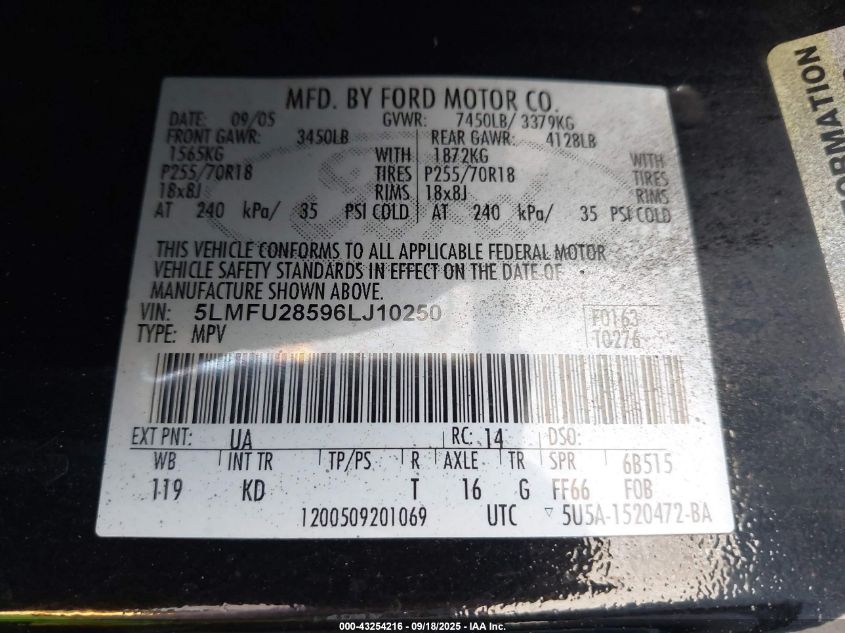 MFD. BY FORD MOTOR CO.
DATE: 09/05 GVWR: 7450LB/ 3379KG
FRONT GAWR: 3450LB REAR GAWR: 4128LB
1565KG WITH 1872KG WITH
P255/70R18 TIRES P255/70R18 TIRES
18x8J RIMS 18x8J RIMS
AT 240 kPa/ 35 PSI COLD AT 240 kPa/ 35 PSI COLD
THIS VEHICLE CONFORMS TO ALL APPLICABLE FEDERAL MOTOR
VEHICLE SAFETY STANDARDS IN EFFECT ON THE DATE OF
MANUFACTURE SHOWN ABOVE.
VIN: 5LMFU28596LJ10250 F0163
TYPE: MPV T0276
EXT PNT: UA RC: 14 DSO:
WB INT TR TP/PS R AXLE TR SPR 6B515
119 KD T 16 G FF66 FOB
1200509201069 UTC ▽ 5U5A-1520472-BA
FORMATION
000-43254216 - 09/18/2025 - IAA Inc.